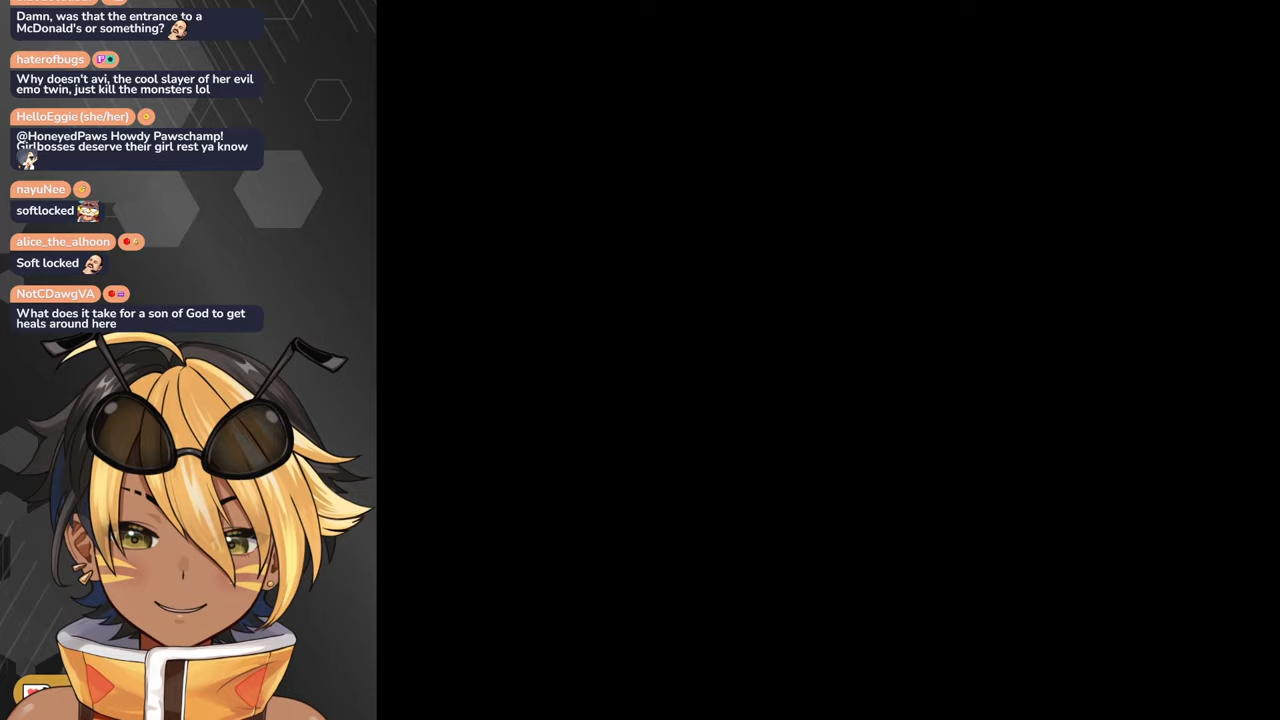 Damn, was that the entrance to a
McDonald's or something?
haterofbugs
Why doesn't avi, the cool slayer of her evil
emo twin, just kill the monsters lol
HelloEggie (she/her)
@HoneyedPaws Howdy Pawschamp!
Girlbosses deserve their girl rest ya know
nayuNee
softlocked
alice_the_alhoon
Soft locked
NotCDawgVA
What does it take for a son of God to get
heals around here